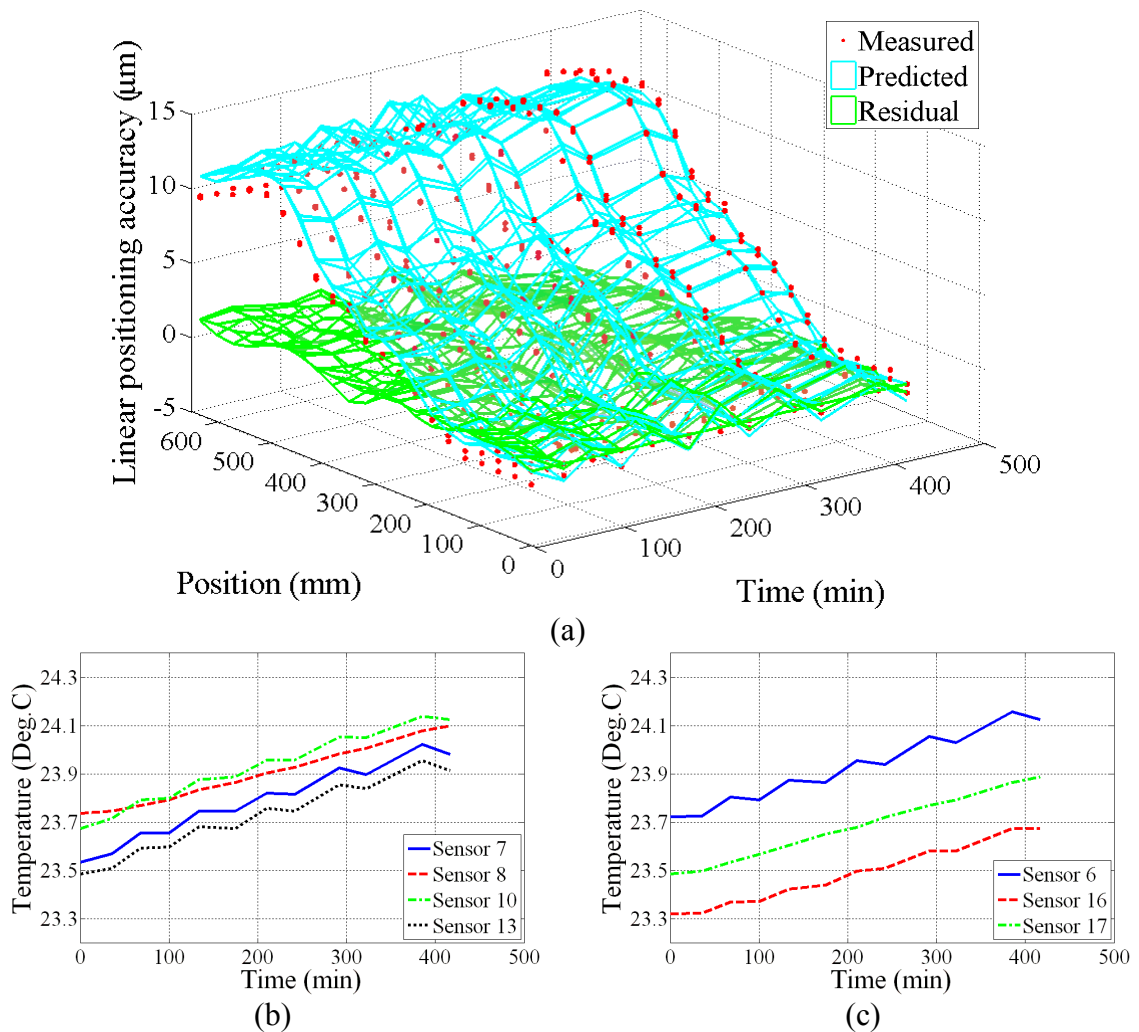 Linear positioning accuracy (μm)
15
10
5
0
-5
Measured
Predicted
Residual
600
500
400
300
200
100
0
Position (mm)
0
100
200
300
400
500
Time (min)
(a)
Temperature (Deg.C)
24.3
24.1
23.9
23.7
23.5
23.3
Sensor 7
Sensor 8
Sensor 10
Sensor 13
0 100 200 300 400 500
Time (min)
(b)
Temperature (Deg.C)
24.3
24.1
23.9
23.7
23.5
23.3
Sensor 6
Sensor 16
Sensor 17
0 100 200 300 400 500
Time (min)
(c)